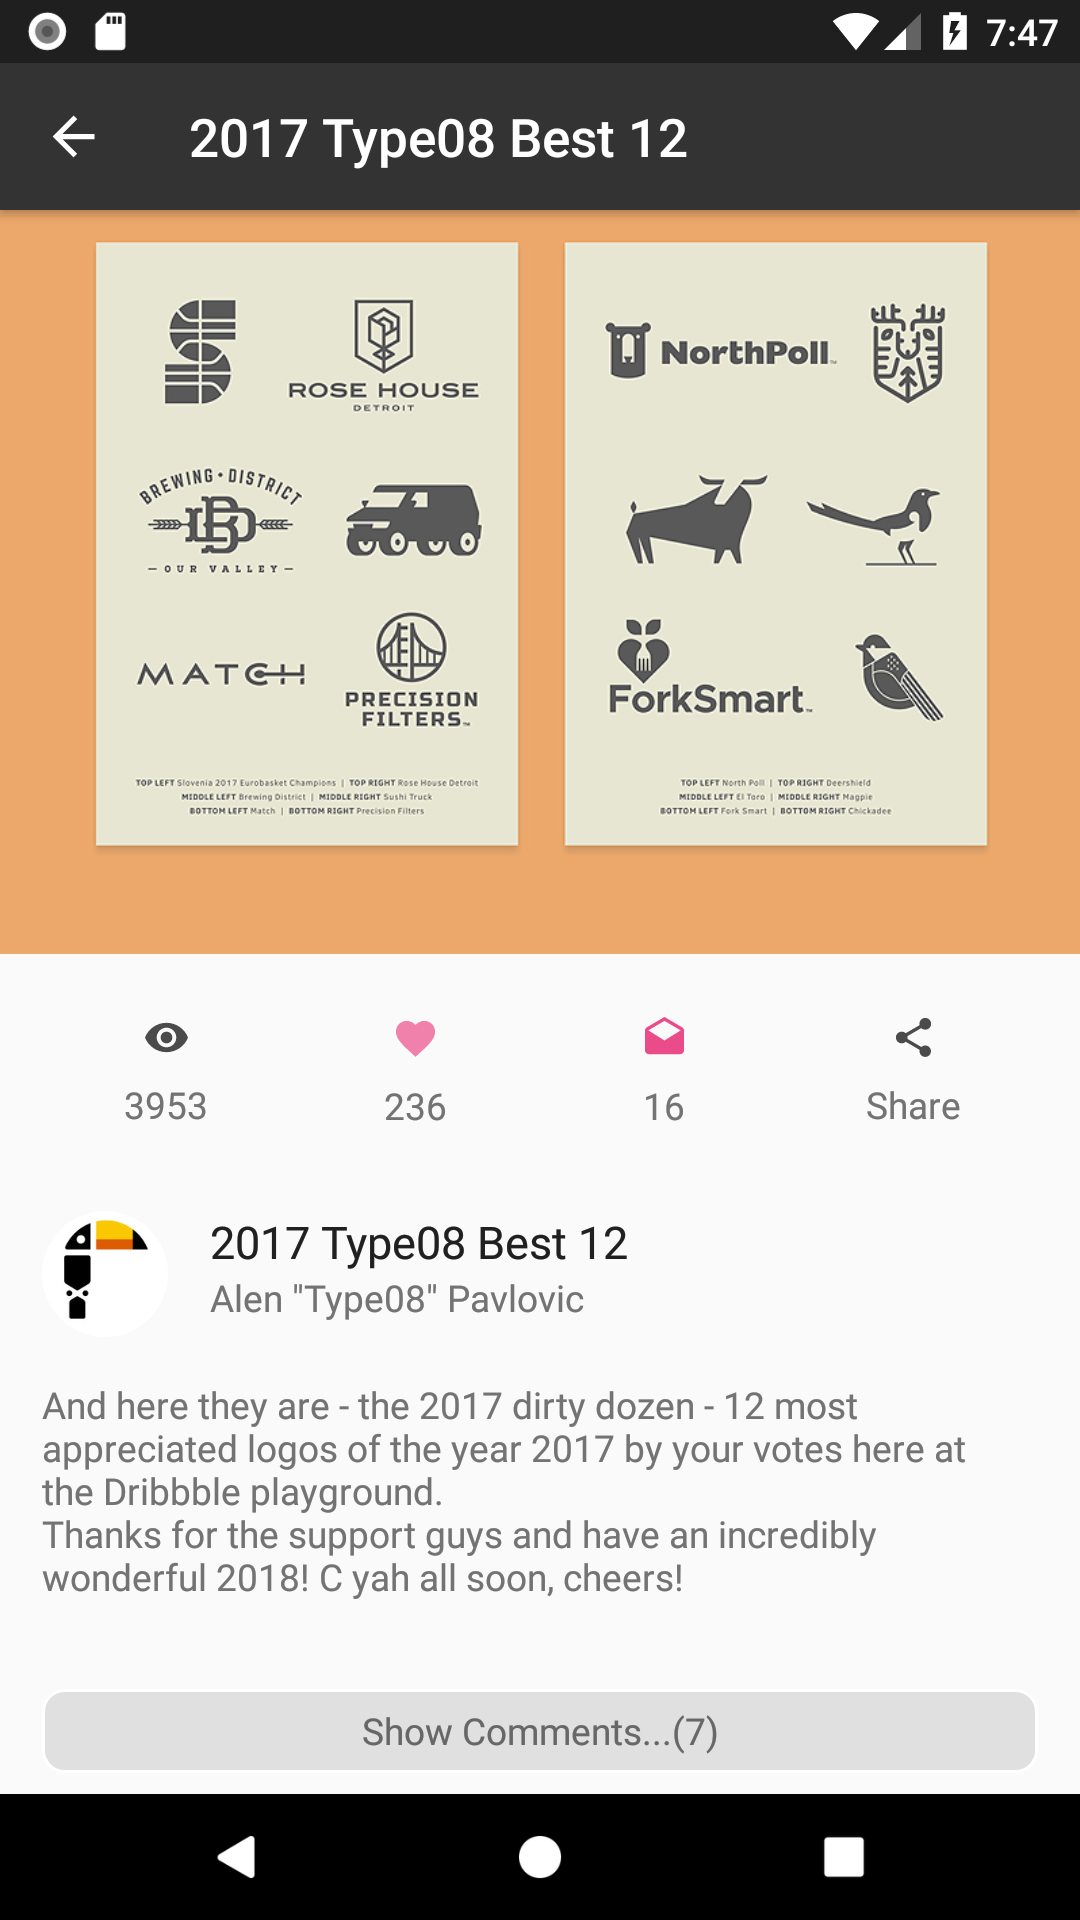 7:47
2017 Type08 Best 12
ROSE HOUSE
DETROIT
NorthPoll™
BREWING • DISTRICT
BD
– OUR VALLEY –
MATCH
PRECISION
FILTERS™
ForkSmart™
TOP LEFT Slovenia 2017 Eurobasket Champions | TOP RIGHT Rose House Detroit
MIDDLE LEFT Brewing District | MIDDLE RIGHT Sushi Truck
BOTTOM LEFT Match | BOTTOM RIGHT Precision Filters
TOP LEFT North Poll | TOP RIGHT Deershield
MIDDLE LEFT El Toro | MIDDLE RIGHT Magpie
BOTTOM LEFT Fork Smart | BOTTOM RIGHT Chickadee
3953
236
16
Share
2017 Type08 Best 12
Alen "Type08" Pavlovic
And here they are - the 2017 dirty dozen - 12 most
appreciated logos of the year 2017 by your votes here at
the Dribbble playground.
Thanks for the support guys and have an incredibly
wonderful 2018! C yah all soon, cheers!
Show Comments...(7)